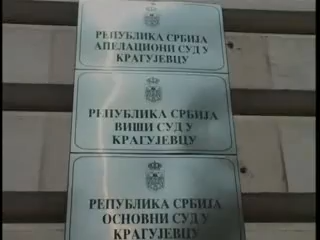 РЕПУБЛИКА СРБИЈА
АПЕЛАЦИОНИ СУД У
КРАГУЈЕВЦУ
РЕПУБЛИКА СРБИЈА
ВИШИ СУД У
КРАГУЈЕВЦУ
РЕПУБЛИКА СРБИЈА
ОСНОВНИ СУД У
КРАГУЈЕВЦУ